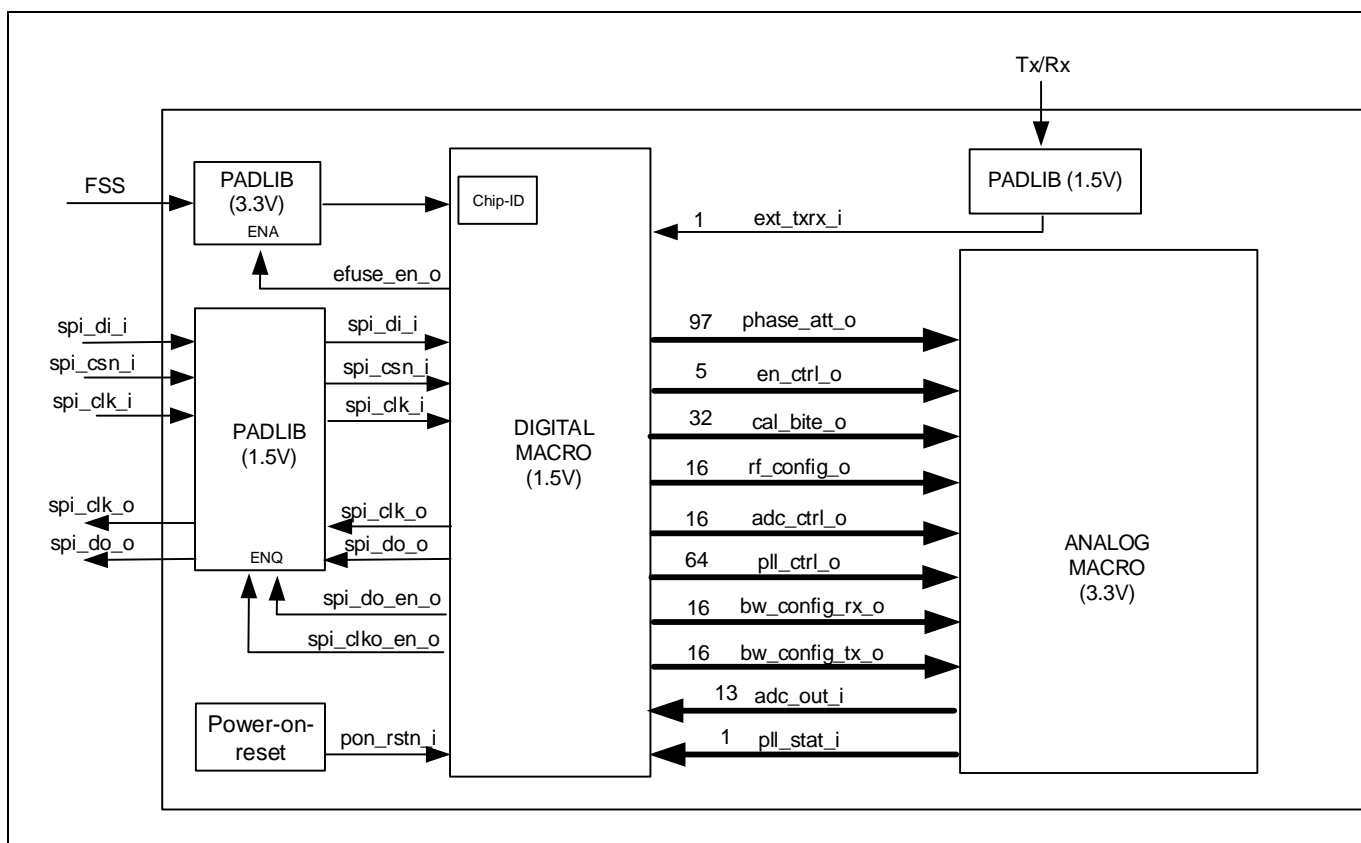 Tx/Rx
FSS
PADLIB
(3.3V)
ENA
Chip-ID
PADLIB (1.5V)
1 ext_txrx_i
efuse_en_o
spi_di_i
spi_csn_i
spi_clk_i
PADLIB
(1.5V)
ENQ
spi_di_i
spi_csn_i
spi_clk_i
spi_clk_o
spi_do_o
spi_clk_o
spi_do_o
spi_do_en_o
spi_clko_en_o
Power-on-
reset
pon_rstn_i
DIGITAL
MACRO
(1.5V)
97 phase_att_o
5 en_ctrl_o
32 cal_bite_o
16 rf_config_o
16 adc_ctrl_o
64 pll_ctrl_o
16 bw_config_rx_o
16 bw_config_tx_o
13 adc_out_i
1 pll_stat_i
ANALOG
MACRO
(3.3V)